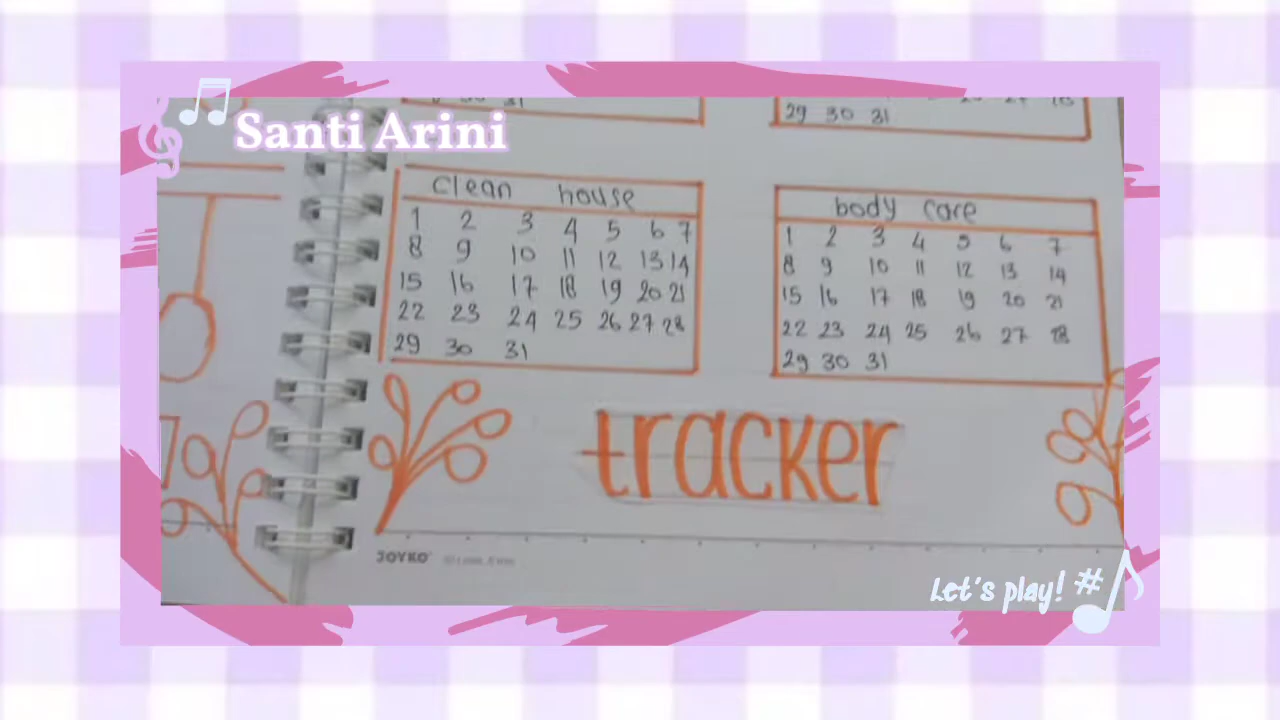 29 30 31
Santi Arini
clean house
1 2 3 4 5 6 7
8 9 10 11 12 13 14
15 16 17 18 19 20 21
22 23 24 25 26 27 28
29 30 31
body care
1 2 3 4 5 6 7
8 9 10 11 12 13 14
15 16 17 18 19 20 21
22 23 24 25 26 27 28
29 30 31
tracker
JOYKO
Let's play! #